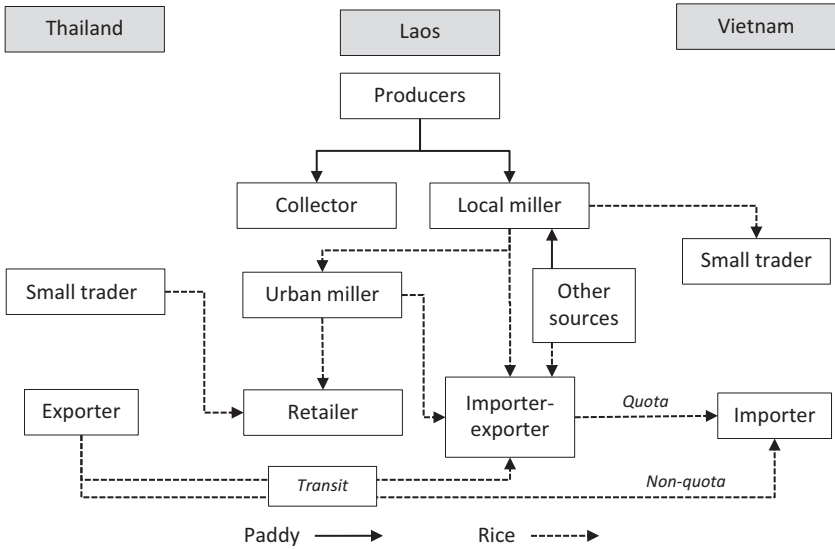 Thailand
Laos
Vietnam
Producers
Collector
Local miller
Small trader
Small trader
Urban miller
Other
sources
Exporter
Retailer
Importer-
exporter
Quota
Importer
Transit
Non-quota
Paddy
Rice